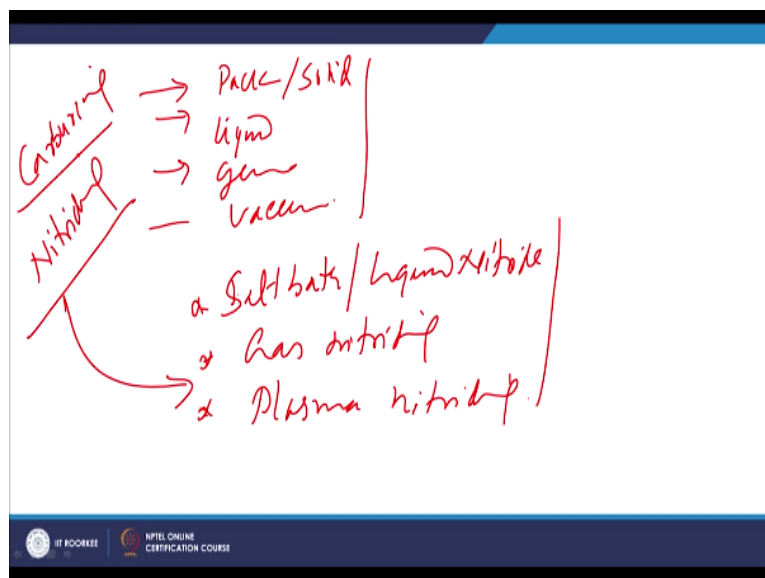 Carburizing → Pack/Solid
→ liquid
→ gas
— Vaccum.
Nitriding
* Salt bath/Liquid Nitride
* Gas nitriding
* Plasma nitriding.
IIT ROORKEE
NPTEL ONLINE
CERTIFICATION COURSE